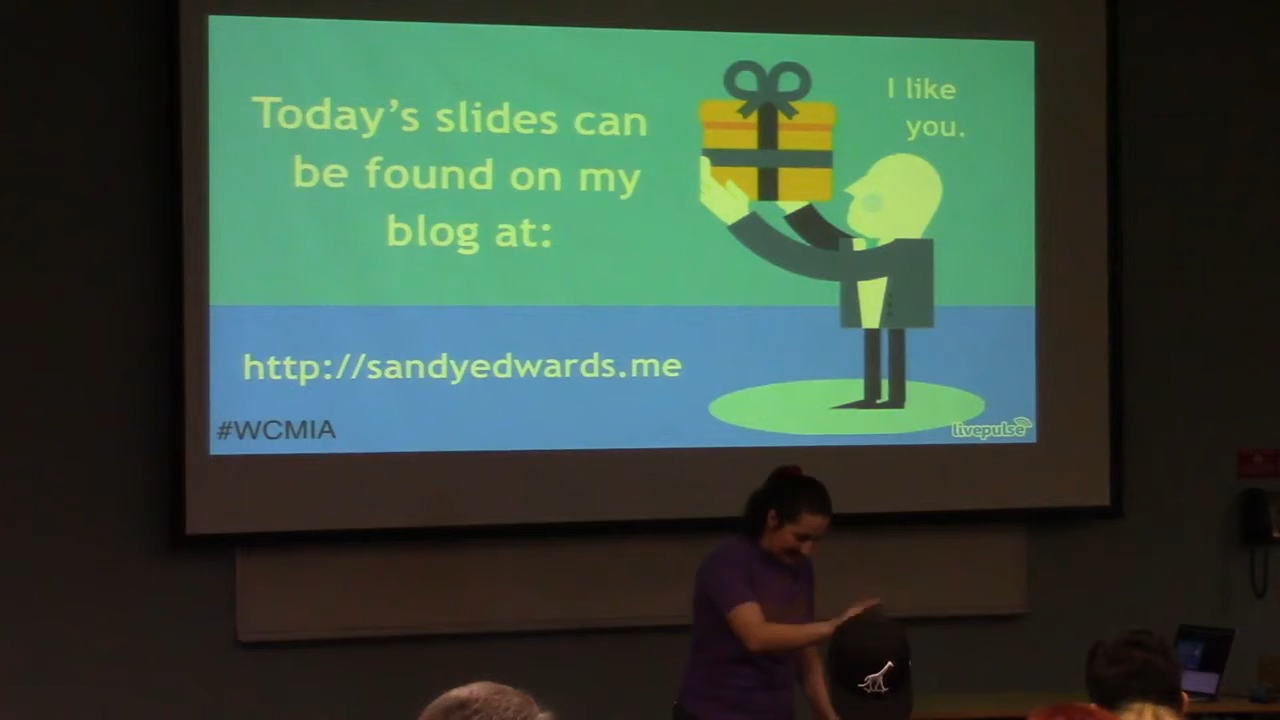 Today's slides can
be found on my
blog at:
I like
you.
http://sandyedwards.me
#WCMIA
livepulse